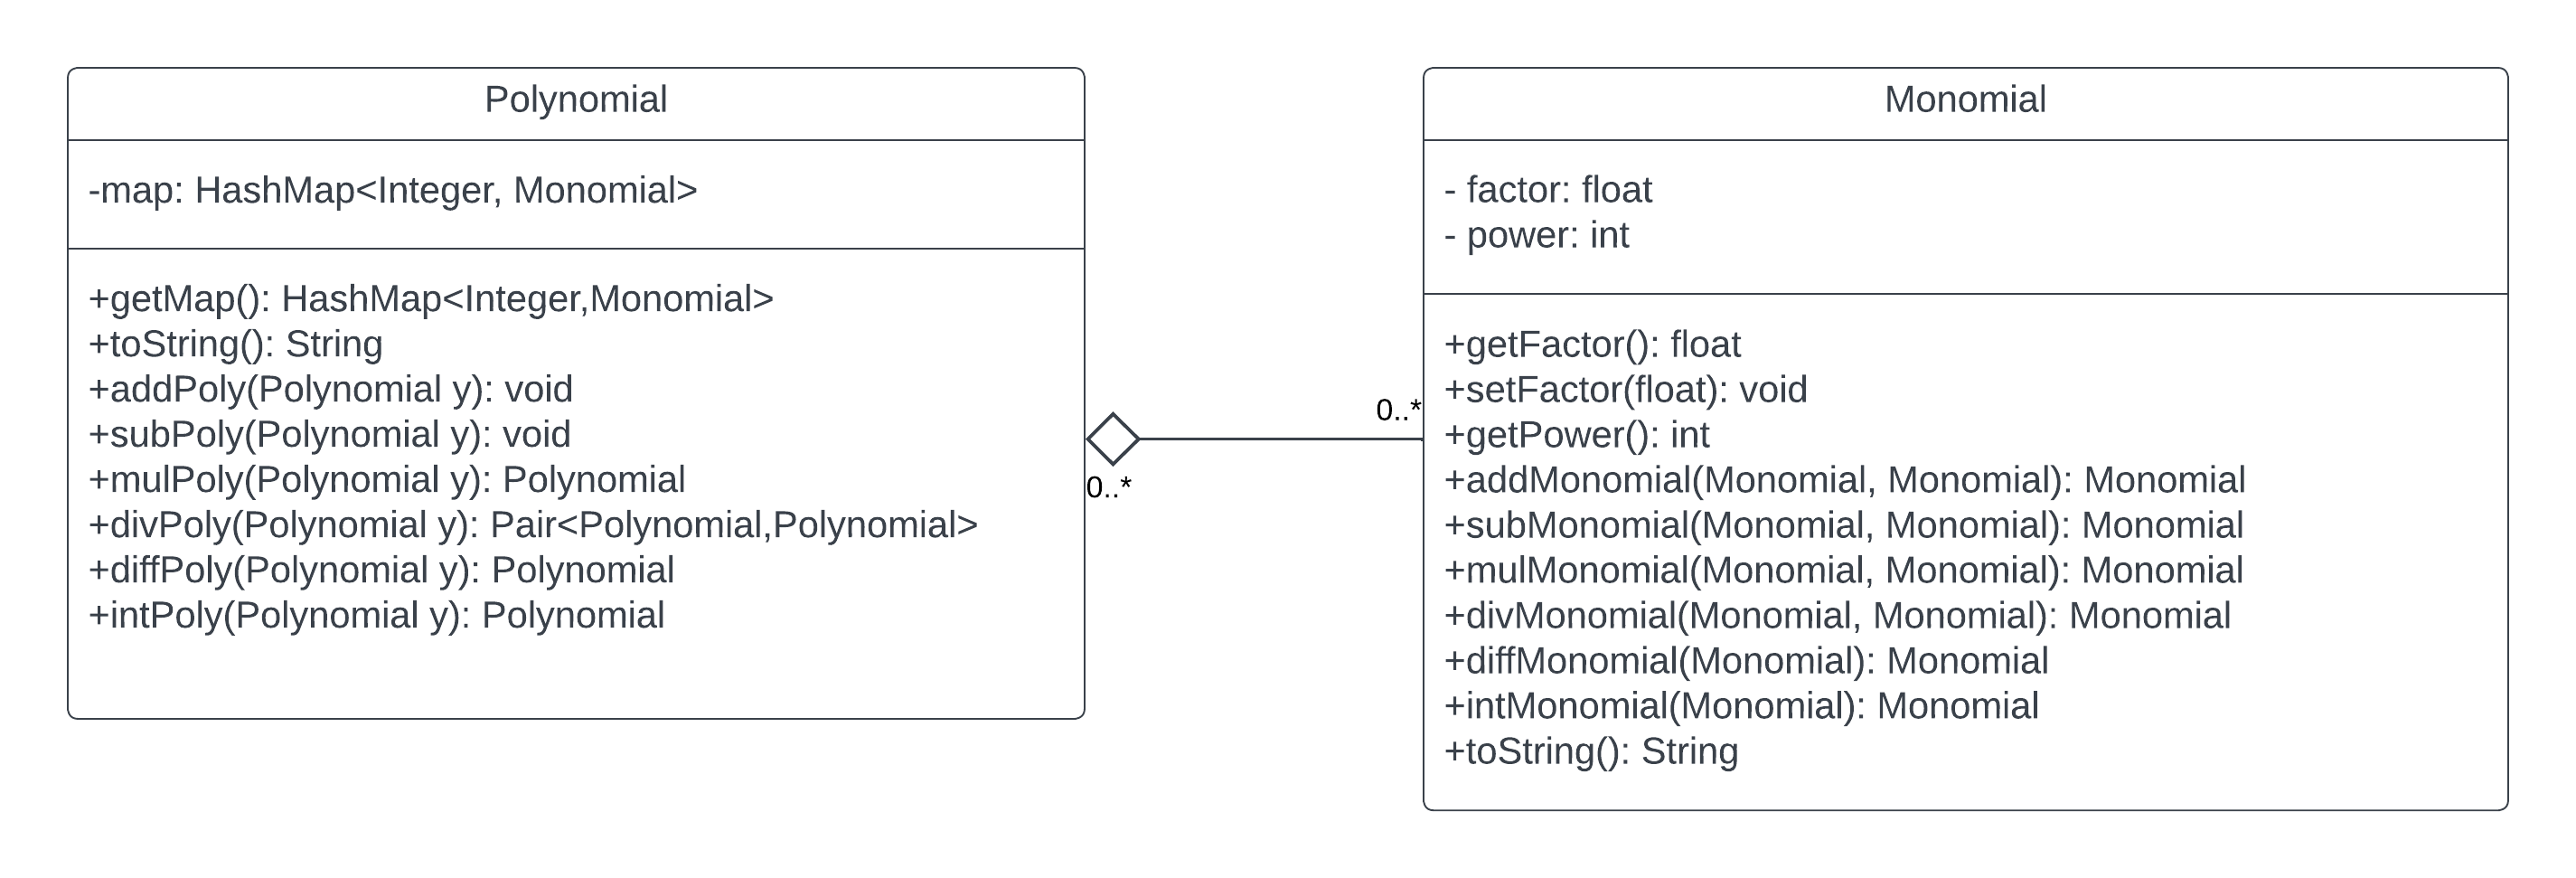 Polynomial
-map: HashMap<Integer, Monomial>
+getMap(): HashMap<Integer,Monomial>
+toString(): String
+addPoly(Polynomial y): void
+subPoly(Polynomial y): void
+mulPoly(Polynomial y): Polynomial
+divPoly(Polynomial y): Pair<Polynomial,Polynomial>
+diffPoly(Polynomial y): Polynomial
+intPoly(Polynomial y): Polynomial
0..*
0..*
Monomial
- factor: float
- power: int
+getFactor(): float
+setFactor(float): void
+getPower(): int
+addMonomial(Monomial, Monomial): Monomial
+subMonomial(Monomial, Monomial): Monomial
+mulMonomial(Monomial, Monomial): Monomial
+divMonomial(Monomial, Monomial): Monomial
+diffMonomial(Monomial): Monomial
+intMonomial(Monomial): Monomial
+toString(): String